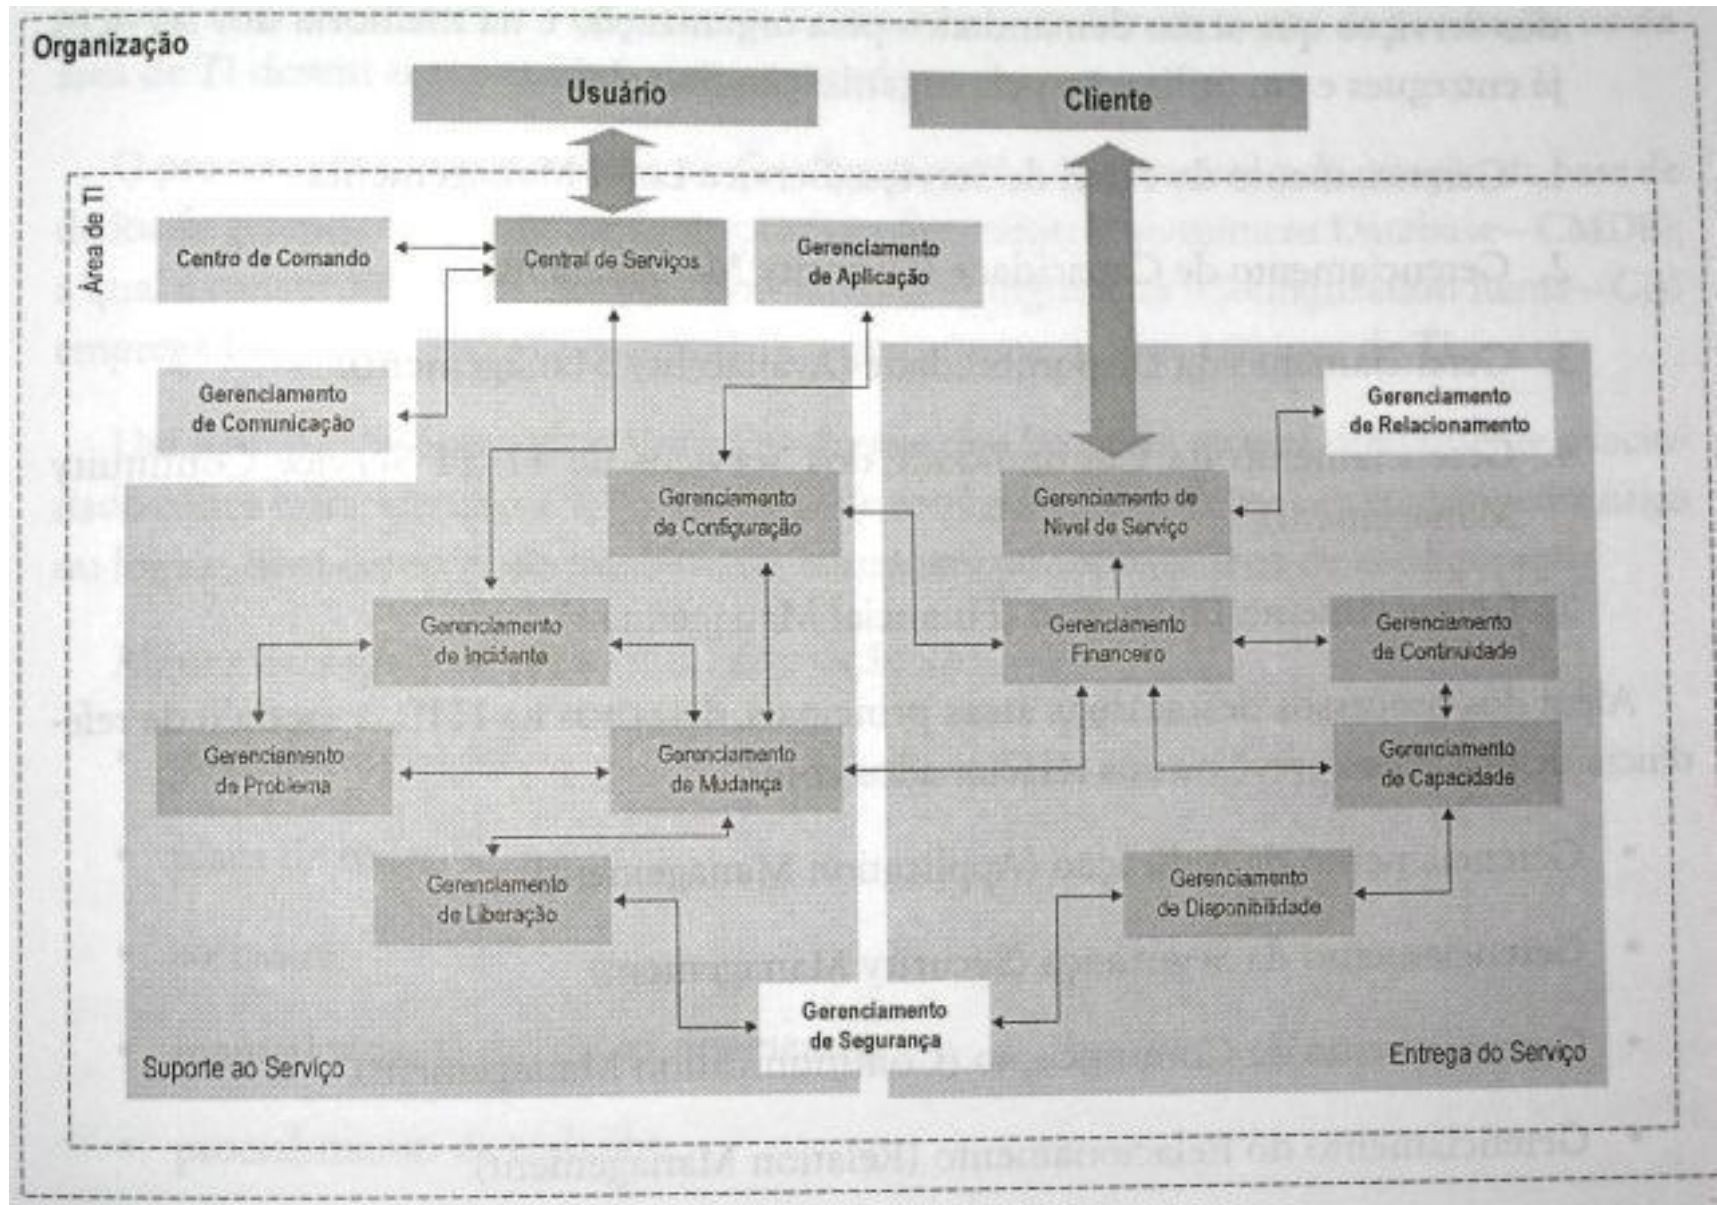 Organização
Usuário
Cliente
Área de TI
Centro de Comando
Central de Serviços
Gerenciamento
de Aplicação
Gerenciamento
de Comunicação
Gerenciamento
de Relacionamento
Gerenciamento
de Configuração
Gerenciamento de
Nível de Serviço
Gerenciamento
de Incidente
Gerenciamento
Financeiro
Gerenciamento
de Continuidade
Gerenciamento
de Problema
Gerenciamento
de Mudança
Gerenciamento
de Capacidade
Gerenciamento
de Liberação
Gerenciamento
de Disponibilidade
Gerenciamento
de Segurança
Suporte ao Serviço
Entrega do Serviço